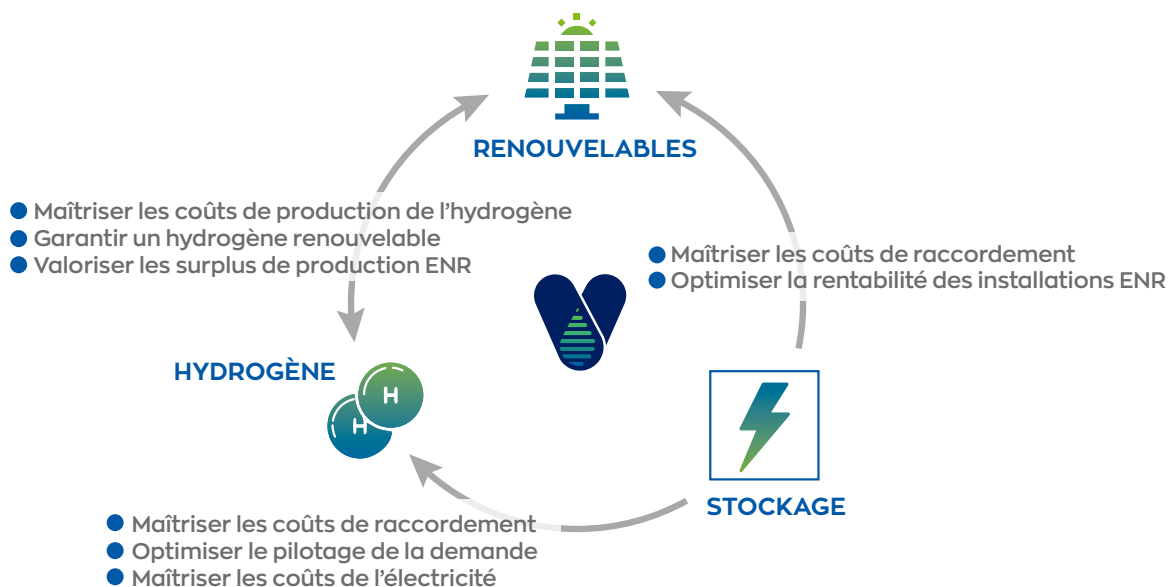 RENOUVELABLES
Maîtriser les coûts de production de l’hydrogène
Garantir un hydrogène renouvelable
Valoriser les surplus de production ENR
Maîtriser les coûts de raccordement
Optimiser la rentabilité des installations ENR
HYDROGÈNE
H
H
STOCKAGE
Maîtriser les coûts de raccordement
Optimiser le pilotage de la demande
Maîtriser les coûts de l’électricité